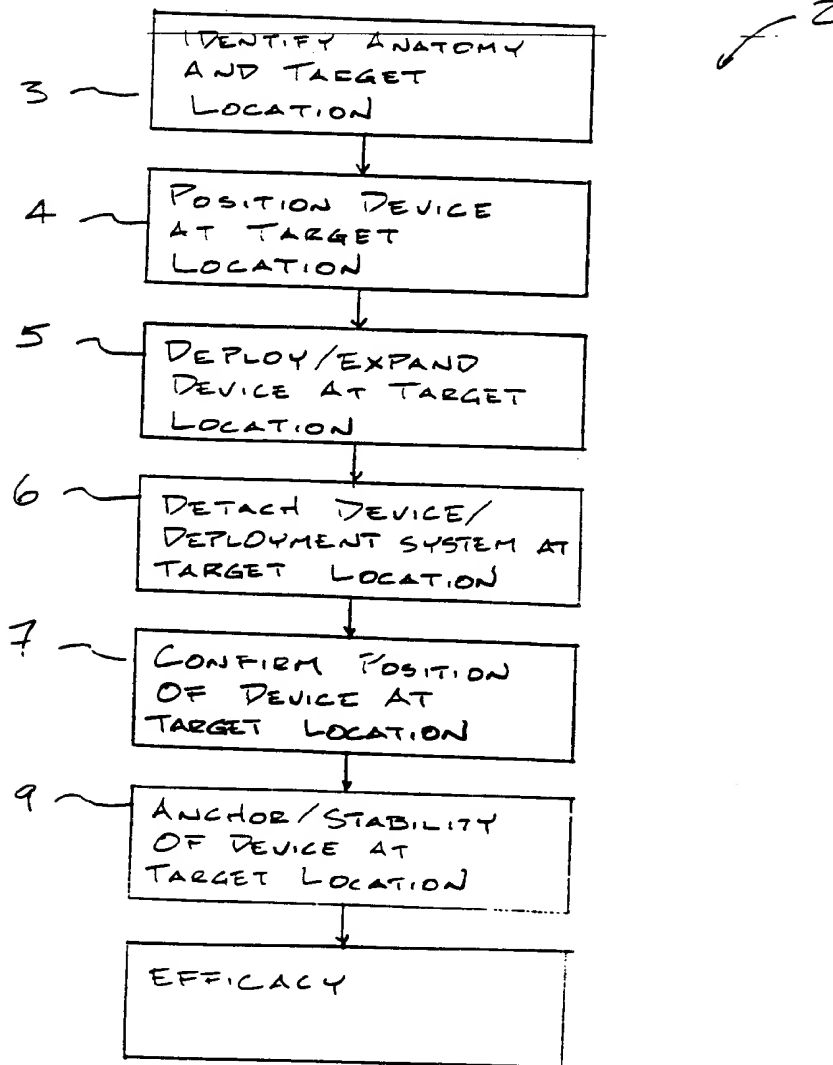 2
3
IDENTIFY ANATOMY
AND TARGET
LOCATION
4
POSITION DEVICE
AT TARGET
LOCATION
5
DEPLOY/EXPAND
DEVICE AT TARGET
LOCATION
6
DETACH DEVICE/
DEPLOYMENT SYSTEM AT
TARGET LOCATION
7
CONFIRM POSITION
OF DEVICE AT
TARGET LOCATION
9
ANCHOR/STABILITY
OF DEVICE AT
TARGET LOCATION
EFFICACY